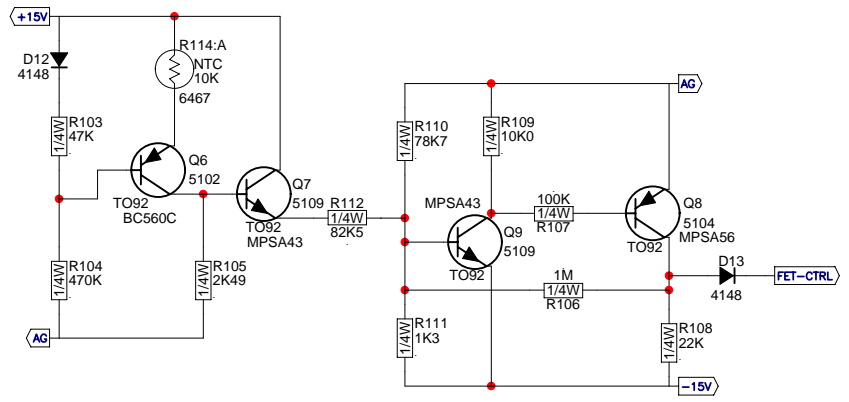 +15V
D12
4148
R103
1/4W
47K
R104
1/4W
470K
AG
R114:A
NTC
10K
6467
Q6
5102
TO92
BC560C
R105
1/4W
2K49
Q7
5109
TO92
MPSA43
R112
1/4W
82K5
R110
1/4W
78K7
R111
1/4W
1K3
R109
1/4W
10K0
AG
MPSA43
Q9
5109
TO92
100K
1/4W
R107
1M
1/4W
R106
Q8
5104
MPSA56
TO92
D13
4148
FET-CTRL
R108
1/4W
22K
-15V